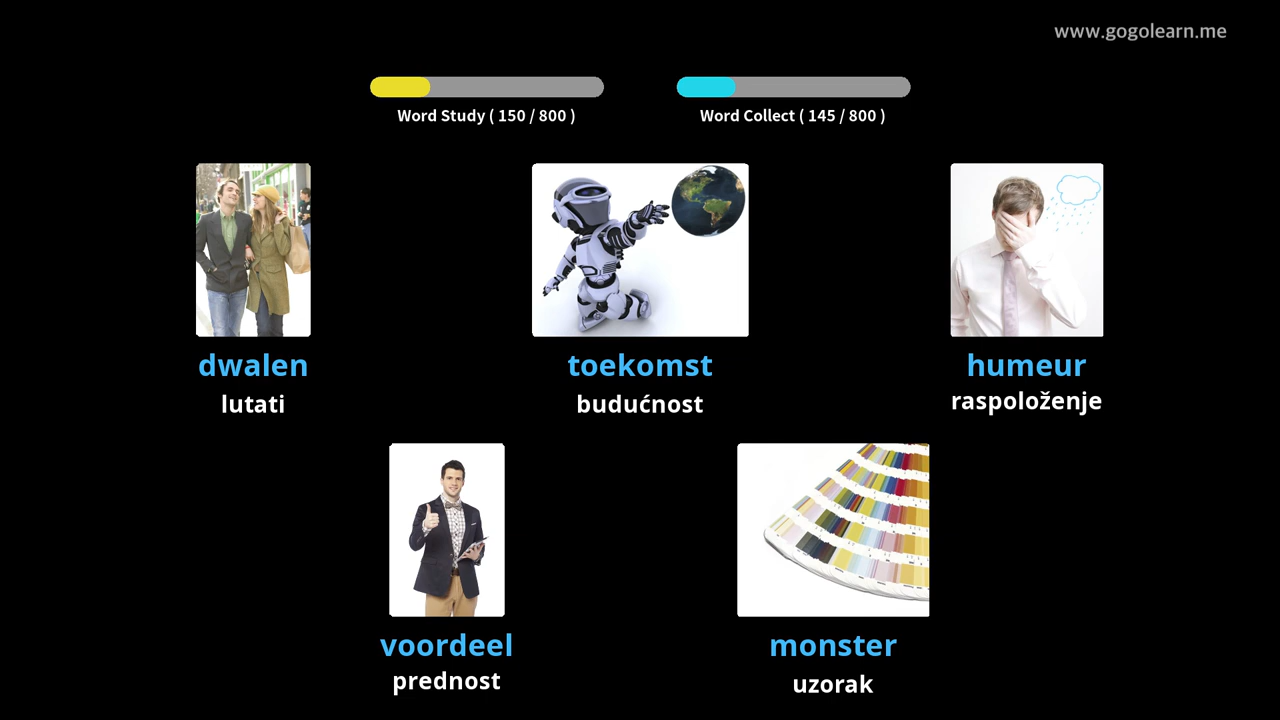 www.gogolearn.me
Word Study ( 150 / 800 )
Word Collect ( 145 / 800 )
dwalen
lutati
toekomst
budućnost
humeur
raspoloženje
voordeel
prednost
monster
uzorak